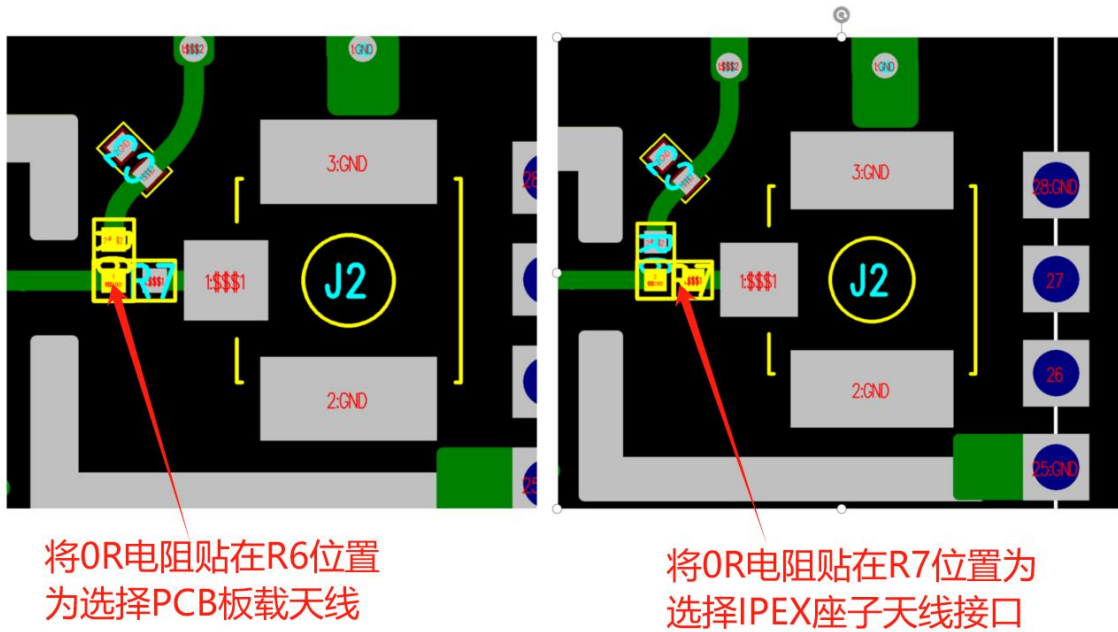 1:$$$2
1:GND
3:GND
R7
1:$$$1
J2
2:GND
1:$$$2
1:GND
3:GND
28:GND
1:$$$1
J2
27
2:GND
26
25:GND
将0R电阻贴在R6位置
为选择PCB板载天线
将0R电阻贴在R7位置为
选择IPEX座子天线接口